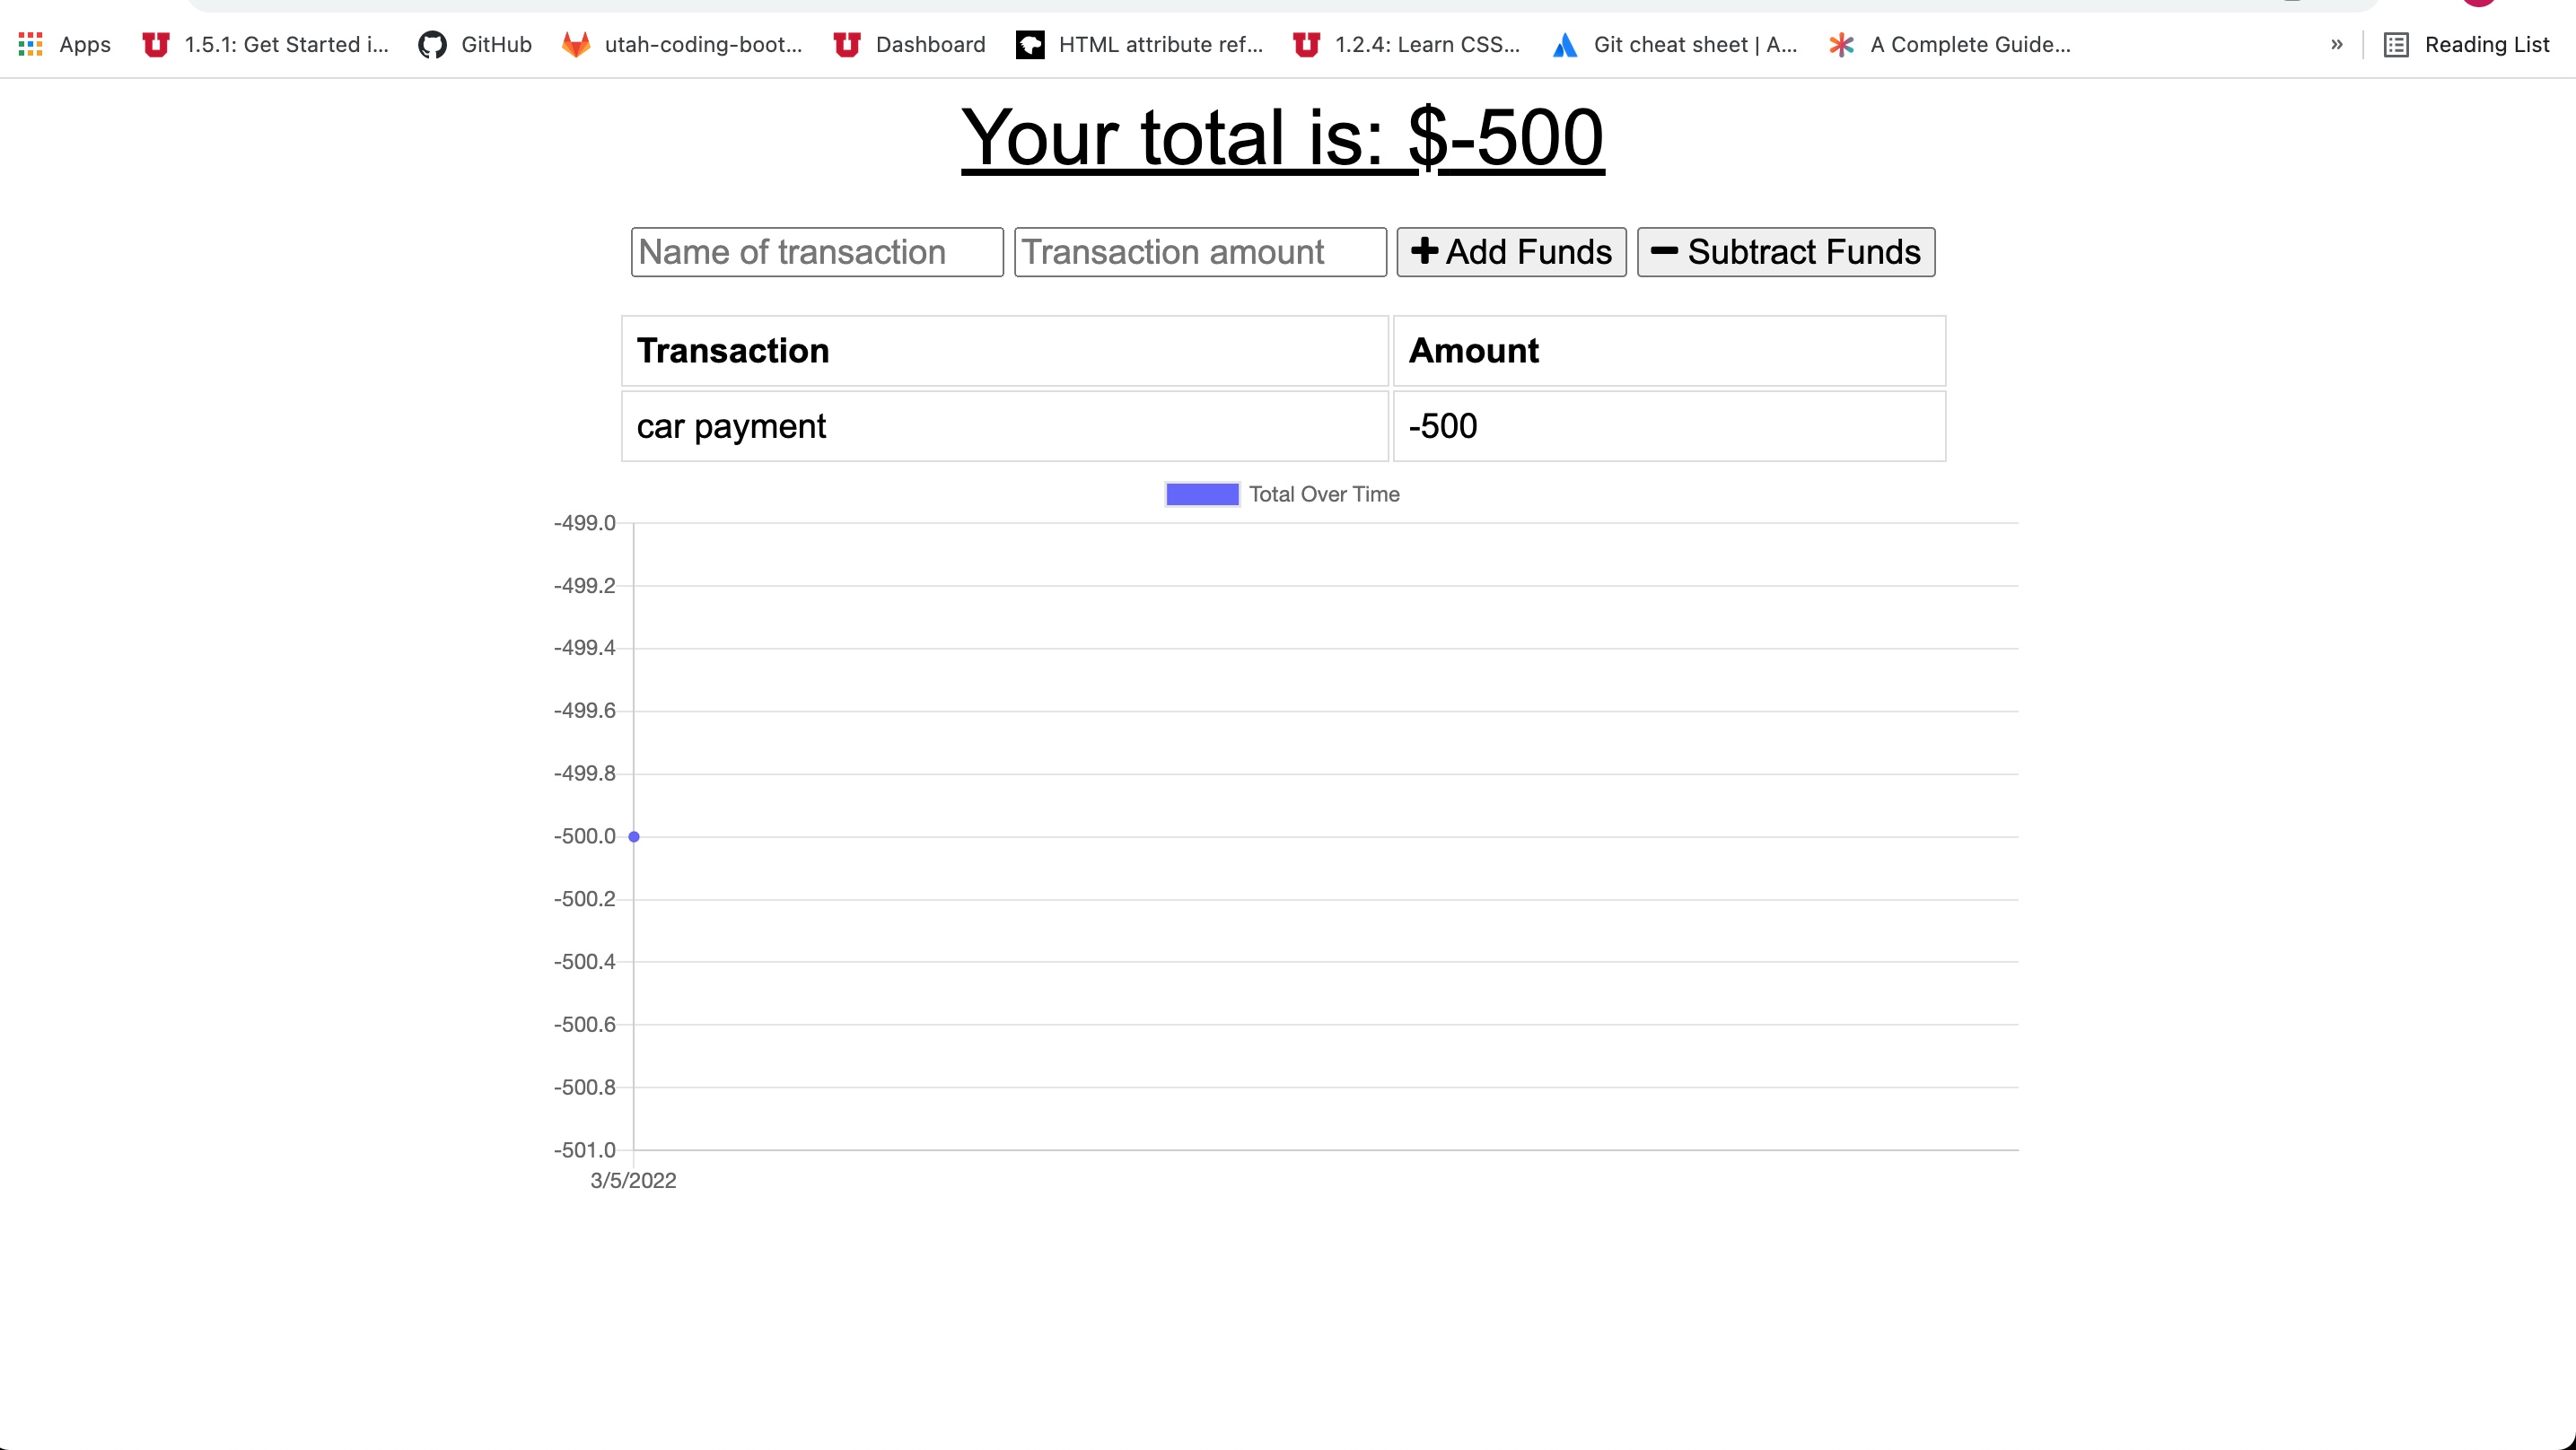 Apps 1.5.1: Get Started i... GitHub utah-coding-boot... Dashboard HTML attribute ref... 1.2.4: Learn CSS... Git cheat sheet | A... A Complete Guide... » Reading List
Your total is: $-500
Name of transaction Transaction amount + Add Funds − Subtract Funds
Transaction Amount
car payment -500
Total Over Time
-499.0
-499.2
-499.4
-499.6
-499.8
-500.0
-500.2
-500.4
-500.6
-500.8
-501.0
3/5/2022